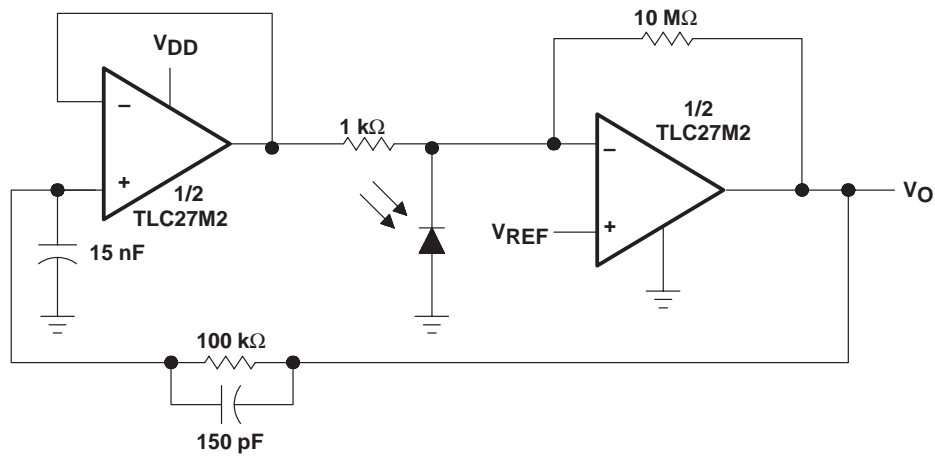 10 MΩ
VDD
−
+
1/2
TLC27M2
1 kΩ
1/2
TLC27M2
−
+
VREF
VO
15 nF
100 kΩ
150 pF